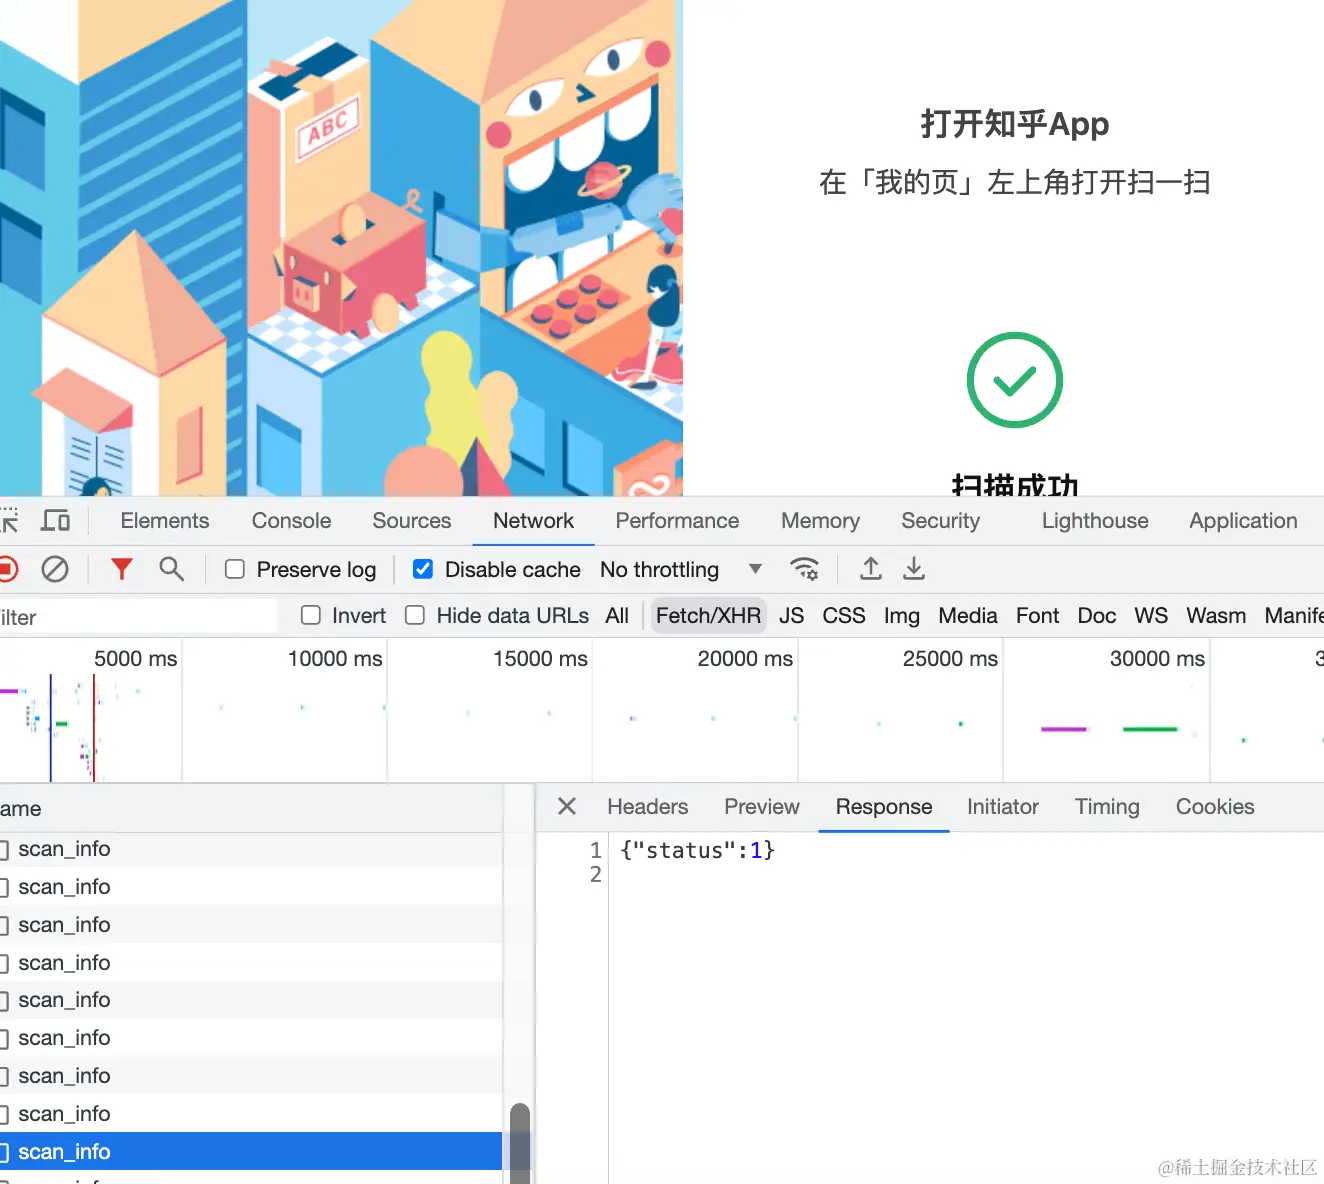 ABC
打开知乎App
在「我的页」左上角打开扫一扫
扫描成功
Elements Console Sources Network Performance Memory Security Lighthouse Application
Preserve log Disable cache No throttling
ilter Invert Hide data URLs All Fetch/XHR JS CSS Img Media Font Doc WS Wasm Manife
5000 ms 10000 ms 15000 ms 20000 ms 25000 ms 30000 ms 3
ame
Headers Preview Response Initiator Timing Cookies
1 {"status":1}
2
scan_info
scan_info
scan_info
scan_info
scan_info
scan_info
scan_info
scan_info
scan_info
@稀土掘金技术社区